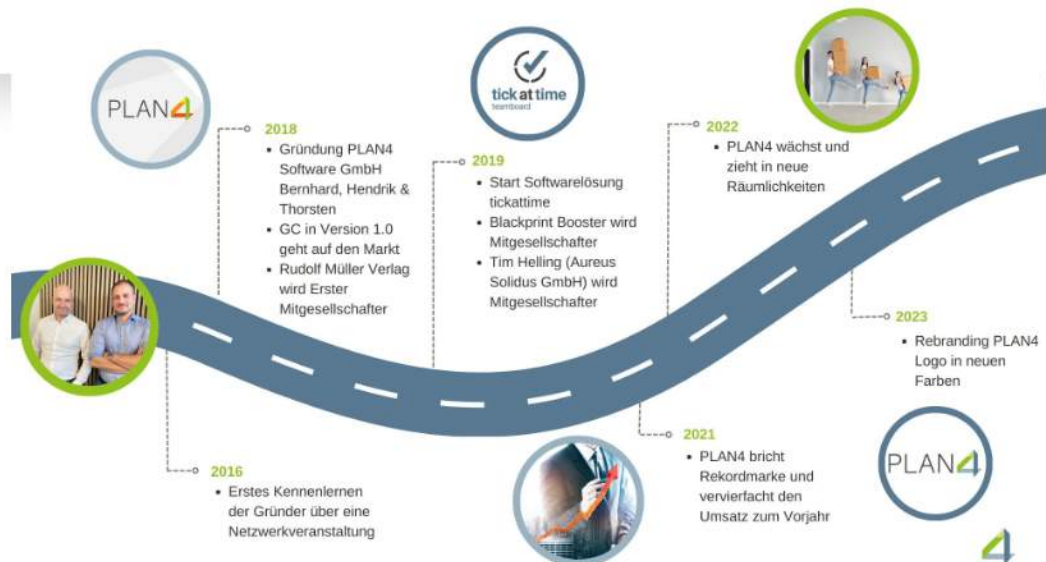 PLAN4
2018
• Gründung PLAN4
Software GmbH
Bernhard, Hendrik &
Thorsten
• GC in Version 1.0
geht auf den Markt
• Rudolf Müller Verlag
wird Erster
Mitgesellschafter
tick at time
teamboard
2019
• Start Softwarelösung
tickattime
• Blackprint Booster wird
Mitgesellschafter
• Tim Helling (Aureus
Solidus GmbH) wird
Mitgesellschafter
2022
• PLAN4 wächst und
zieht in neue
Räumlichkeiten
2016
• Erstes Kennenlernen
der Gründer über eine
Netzwerkveranstaltung
2021
• PLAN4 bricht
Rekordmarke und
vervierfacht den
Umsatz zum Vorjahr
2023
• Rebranding PLAN4
Logo in neuen
Farben
PLAN4
4